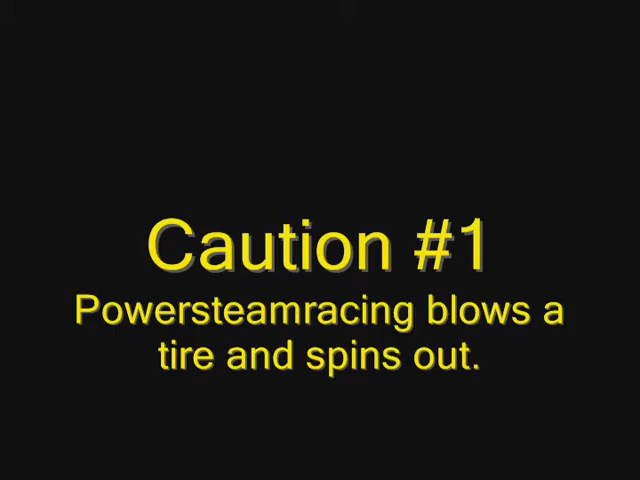 Caution #1
Powersteamracing blows a
tire and spins out.